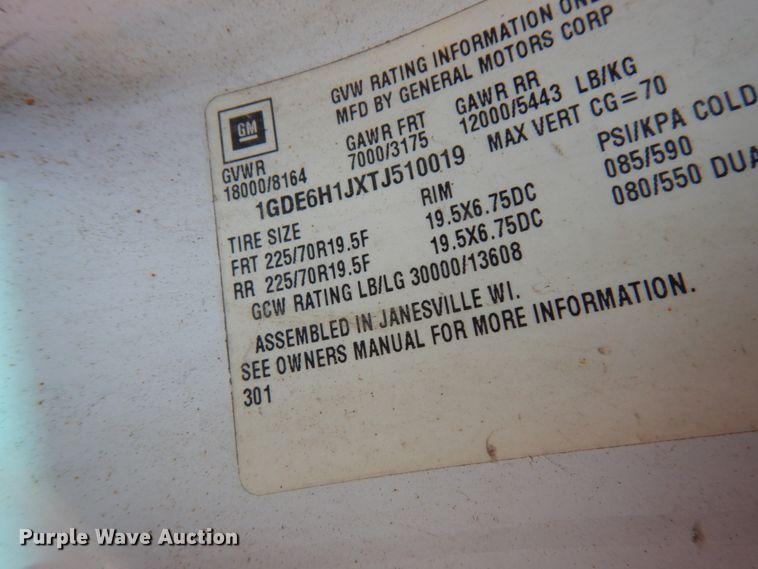 GVW RATING INFORMATION
MFD BY GENERAL MOTORS CORP
GM
GVWR GAWR FRT GAWR RR
18000/8164 7000/3175 12000/5443 LB/KG
1GDE6H1JXTJ510019 MAX VERT CG=70
TIRE SIZE RIM PSI/KPA COLD
FRT 225/70R19.5F 19.5X6.75DC 085/590
RR 225/70R19.5F 19.5X6.75DC 080/550 DUA
GCW RATING LB/LG 30000/13608
ASSEMBLED IN JANESVILLE WI.
SEE OWNERS MANUAL FOR MORE INFORMATION.
301
Purple Wave Auction